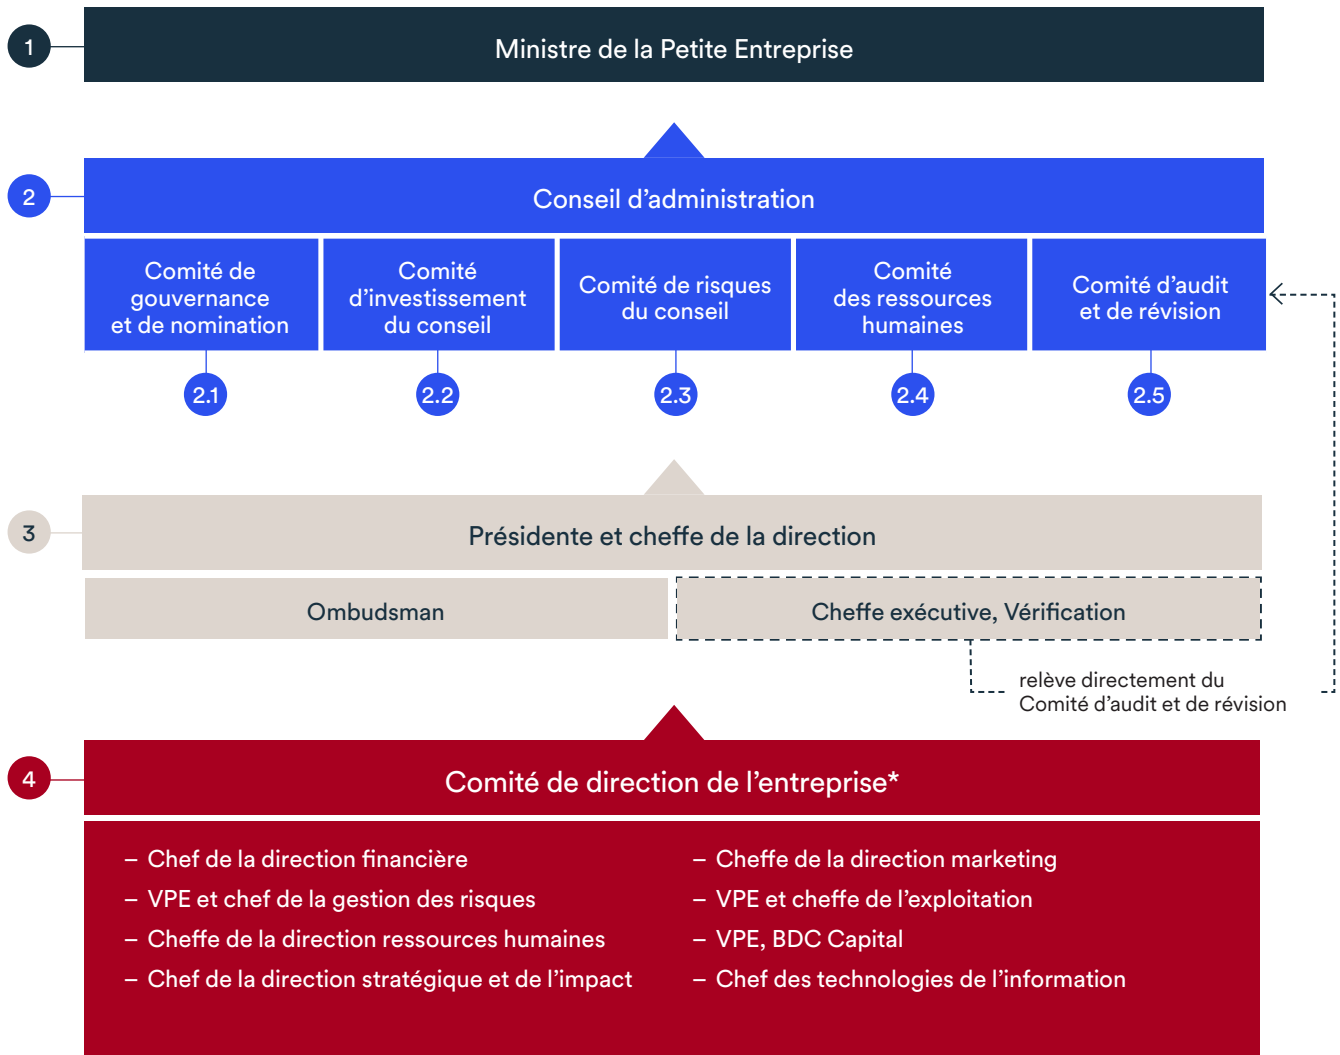 1
Ministre de la Petite Entreprise
2
Conseil d’administration
Comité de
gouvernance
et de nomination
Comité
d’investissement
du conseil
Comité de risques
du conseil
Comité
des ressources
humaines
Comité d’audit
et de révision
2.1
2.2
2.3
2.4
2.5
3
Présidente et cheffe de la direction
Ombudsman
Cheffe exécutive, Vérification
relève directement du
Comité d’audit et de révision
4
Comité de direction de l’entreprise*
– Chef de la direction financière
– VPE et chef de la gestion des risques
– Cheffe de la direction ressources humaines
– Chef de la direction stratégique et de l’impact
– Cheffe de la direction marketing
– VPE et cheffe de l’exploitation
– VPE, BDC Capital
– Chef des technologies de l’information